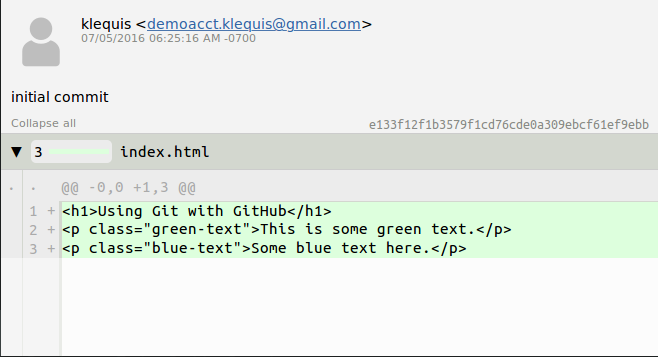 klequis <demoacct.klequis@gmail.com>
07/05/2016 06:25:16 AM -0700
initial commit
Collapse all e133f12f1b3579f1cd76cde0a309ebcf61ef9ebb
▼ 3 index.html
. . @@ -0,0 +1,3 @@
1 + <h1>Using Git with GitHub</h1>
2 + <p class="green-text">This is some green text.</p>
3 + <p class="blue-text">Some blue text here.</p>